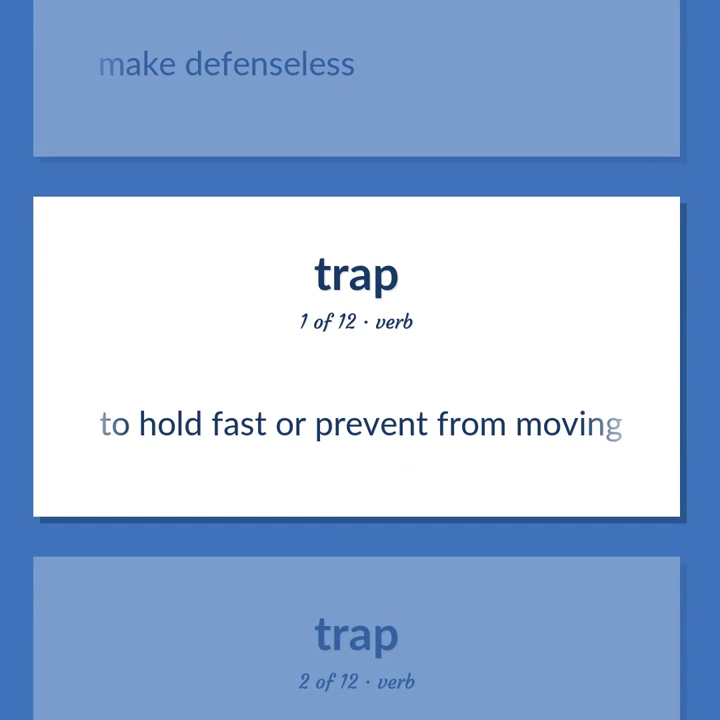 make defenseless
trap
1 of 12 · verb
to hold fast or prevent from moving
trap
2 of 12 · verb